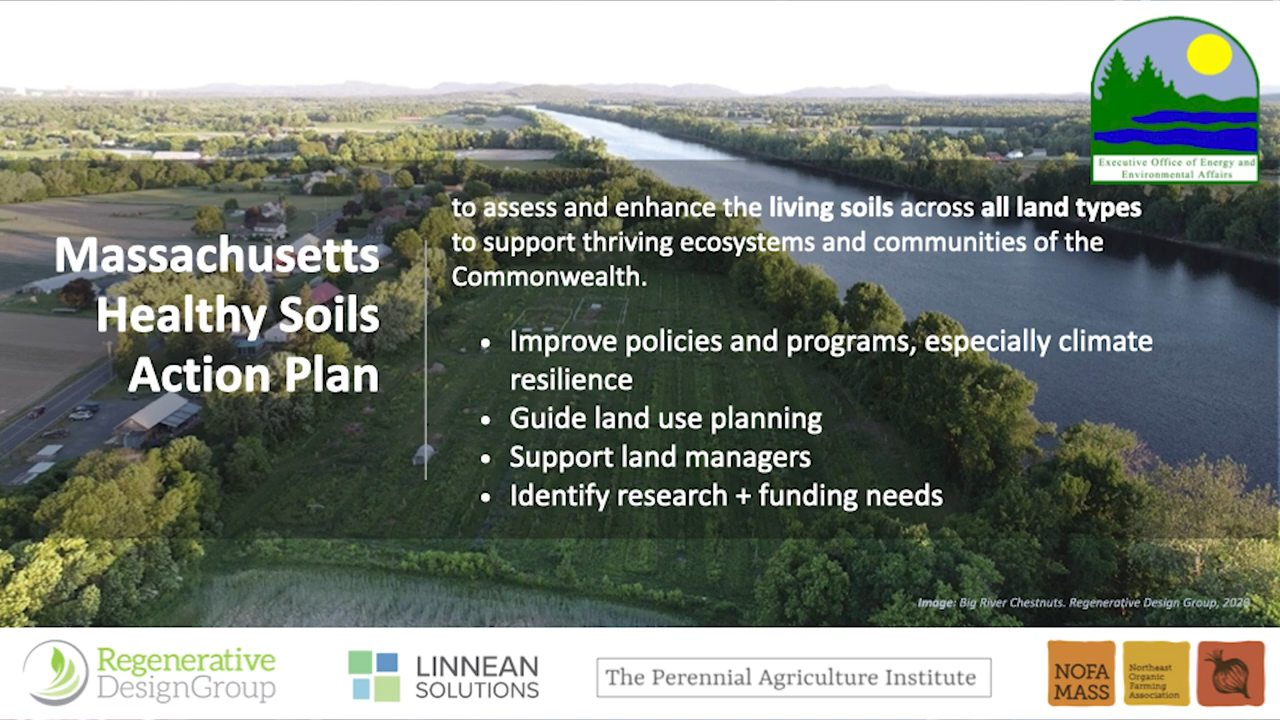 Executive Office of Energy and
Environmental Affairs
Massachusetts
Healthy Soils
Action Plan
to assess and enhance the living soils across all land types
to support thriving ecosystems and communities of the
Commonwealth.
• Improve policies and programs, especially climate
resilience
• Guide land use planning
• Support land managers
• Identify research + funding needs
Image: Big River Chestnuts. Regenerative Design Group, 2020
Regenerative
DesignGroup
LINNEAN
SOLUTIONS
The Perennial Agriculture Institute
NOFA
MASS
Northeast
Organic
Farming
Association